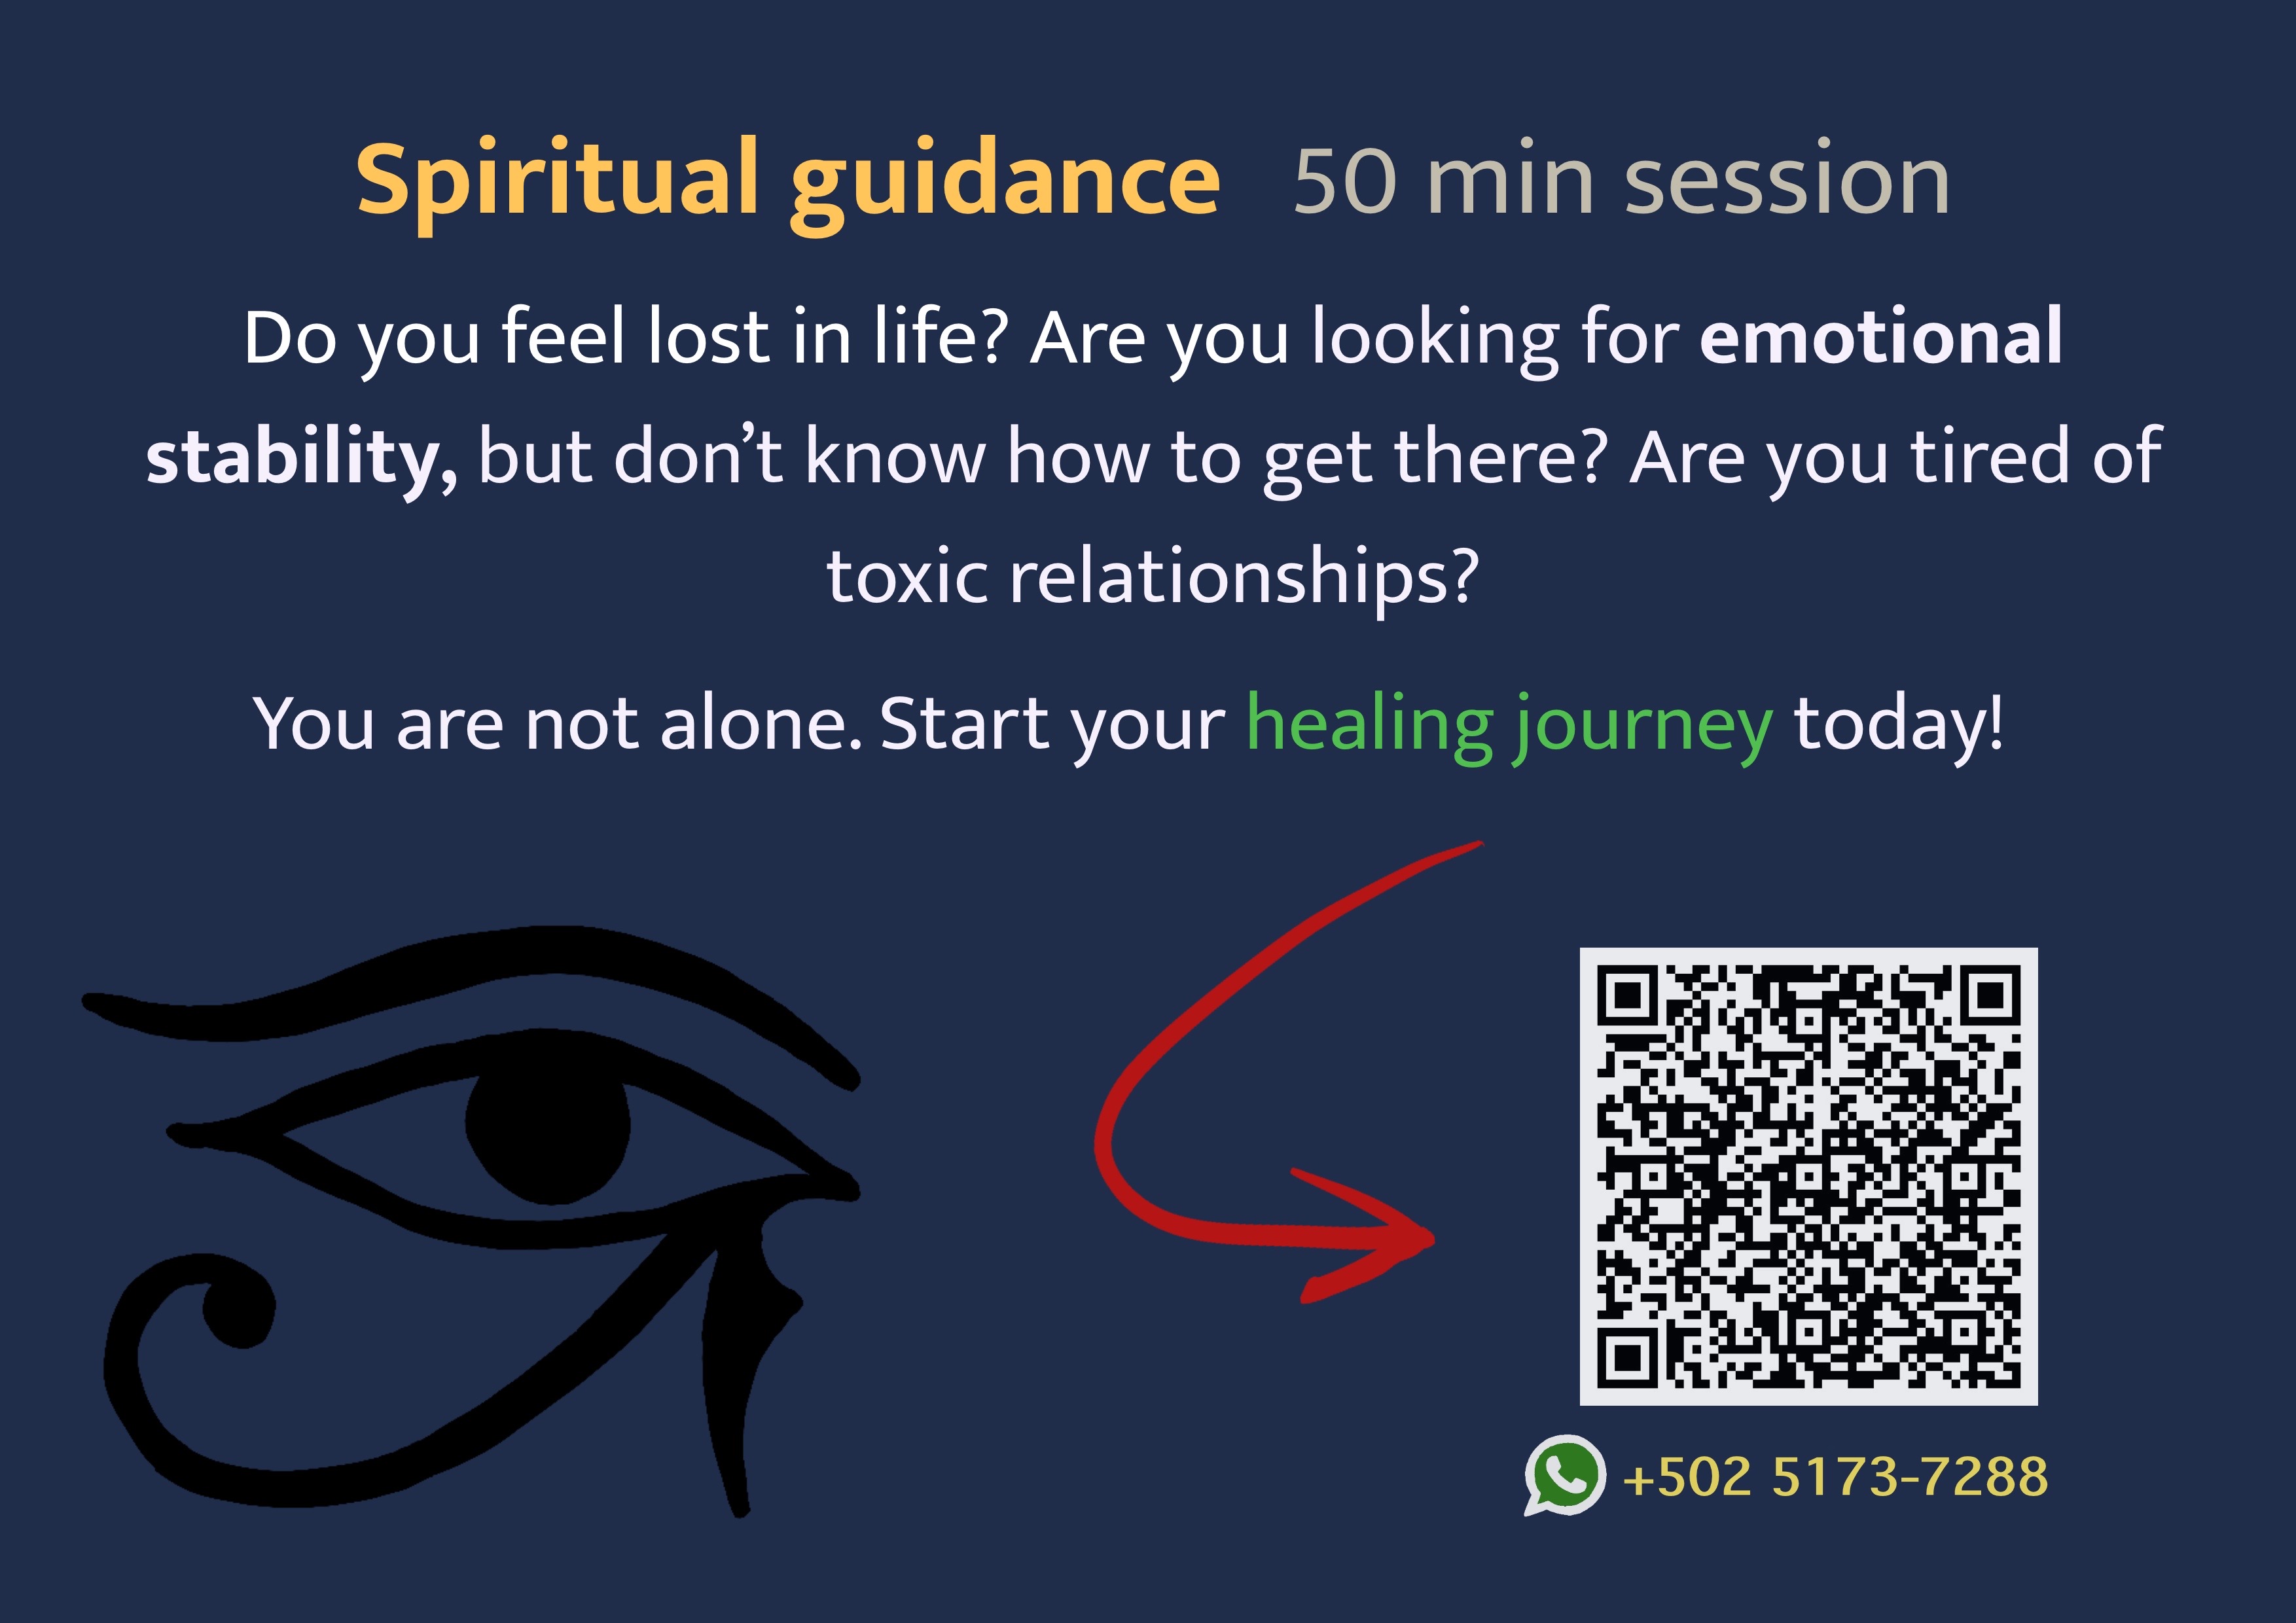 Spiritual guidance 50 min session
Do you feel lost in life? Are you looking for emotional
stability, but don’t know how to get there? Are you tired of
toxic relationships?
You are not alone. Start your healing journey today!
+502 5173-7288